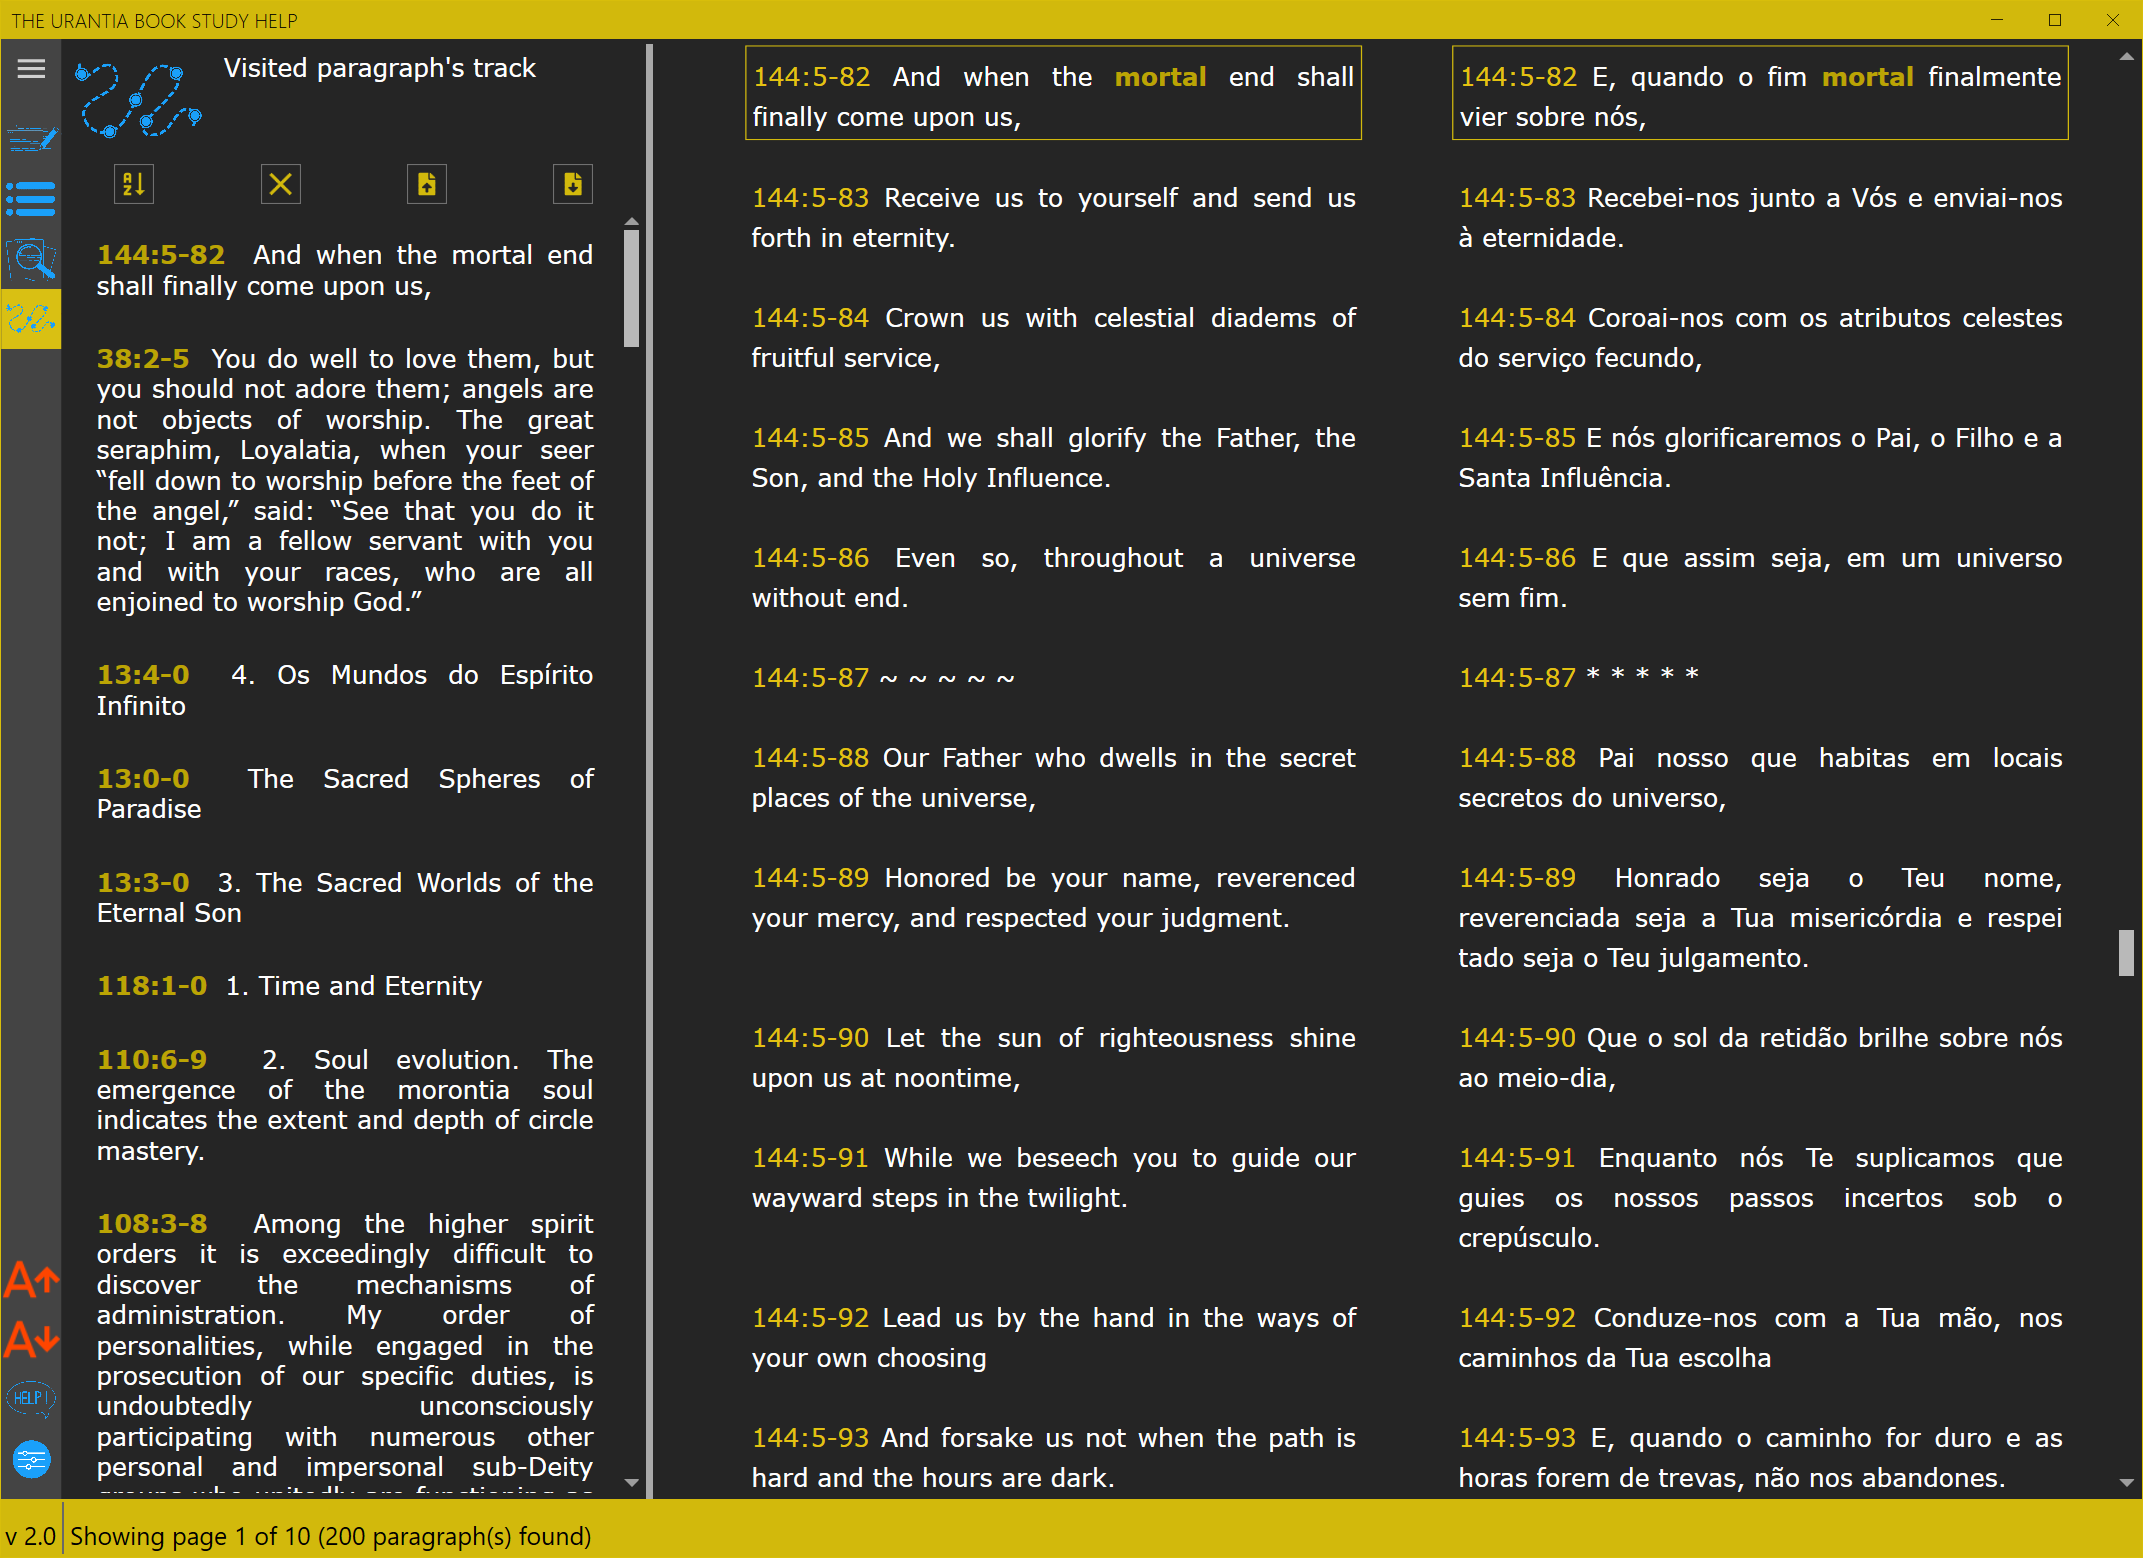 THE URANTIA BOOK STUDY HELP
Visited paragraph's track
144:5-82 And when the mortal end
shall finally come upon us,
38:2-5 You do well to love them, but
you should not adore them; angels are
not objects of worship. The great
seraphim, Loyalatia, when your seer
“fell down to worship before the feet of
the angel,” said: “See that you do it
not; I am a fellow servant with you
and with your races, who are all
enjoined to worship God.”
13:4-0 4. Os Mundos do Espírito
Infinito
13:0-0 The Sacred Spheres of
Paradise
13:3-0 3. The Sacred Worlds of the
Eternal Son
118:1-0 1. Time and Eternity
110:6-9 2. Soul evolution. The
emergence of the morontia soul
indicates the extent and depth of circle
mastery.
108:3-8 Among the higher spirit
orders it is exceedingly difficult to
discover the mechanisms of
administration. My order of
personalities, while engaged in the
prosecution of our specific duties, is
undoubtedly unconsciously
participating with numerous other
personal and impersonal sub-Deity
144:5-82 And when the mortal end shall
finally come upon us,
144:5-83 Receive us to yourself and send us
forth in eternity.
144:5-84 Crown us with celestial diadems of
fruitful service,
144:5-85 And we shall glorify the Father, the
Son, and the Holy Influence.
144:5-86 Even so, throughout a universe
without end.
144:5-87 ~ ~ ~ ~ ~
144:5-88 Our Father who dwells in the secret
places of the universe,
144:5-89 Honored be your name, reverenced
your mercy, and respected your judgment.
144:5-90 Let the sun of righteousness shine
upon us at noontime,
144:5-91 While we beseech you to guide our
wayward steps in the twilight.
144:5-92 Lead us by the hand in the ways of
your own choosing
144:5-93 And forsake us not when the path is
hard and the hours are dark.
144:5-82 E, quando o fim mortal finalmente
vier sobre nós,
144:5-83 Recebei-nos junto a Vós e enviai-nos
à eternidade.
144:5-84 Coroai-nos com os atributos celestes
do serviço fecundo,
144:5-85 E nós glorificaremos o Pai, o Filho e a
Santa Influência.
144:5-86 E que assim seja, em um universo
sem fim.
144:5-87 * * * * *
144:5-88 Pai nosso que habitas em locais
secretos do universo,
144:5-89 Honrado seja o Teu nome,
reverenciada seja a Tua misericórdia e respei
tado seja o Teu julgamento.
144:5-90 Que o sol da retidão brilhe sobre nós
ao meio-dia,
144:5-91 Enquanto nós Te suplicamos que
guies os nossos passos incertos sob o
crepúsculo.
144:5-92 Conduze-nos com a Tua mão, nos
caminhos da Tua escolha
144:5-93 E, quando o caminho for duro e as
horas forem de trevas, não nos abandones.
A
A
HELP!
v 2.0 Showing page 1 of 10 (200 paragraph(s) found)